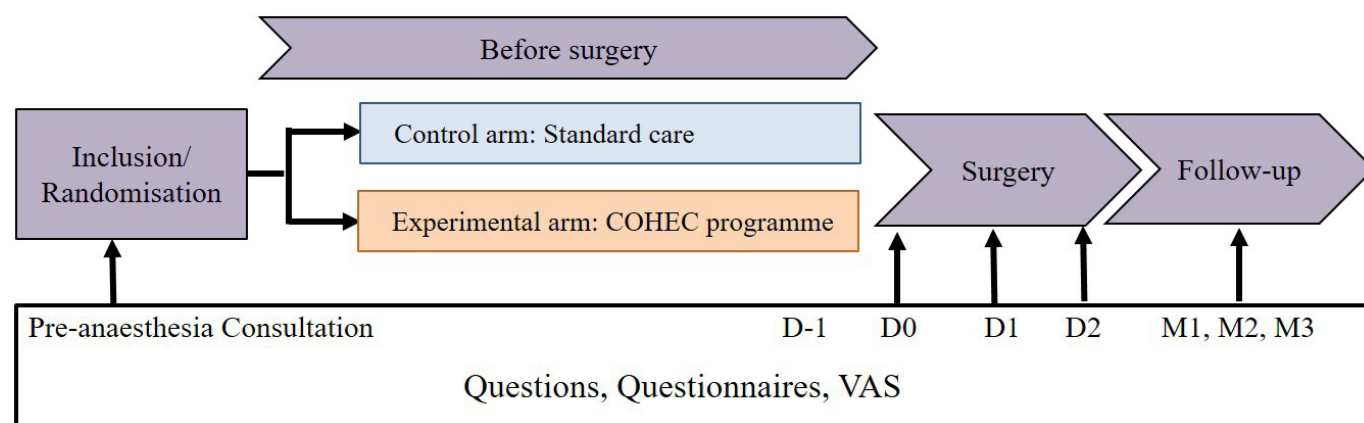 Before surgery
Inclusion/
Randomisation
Control arm: Standard care
Experimental arm: COHEC programme
Surgery
Follow-up
Pre-anaesthesia Consultation
D-1
D0
D1
D2
M1, M2, M3
Questions, Questionnaires, VAS